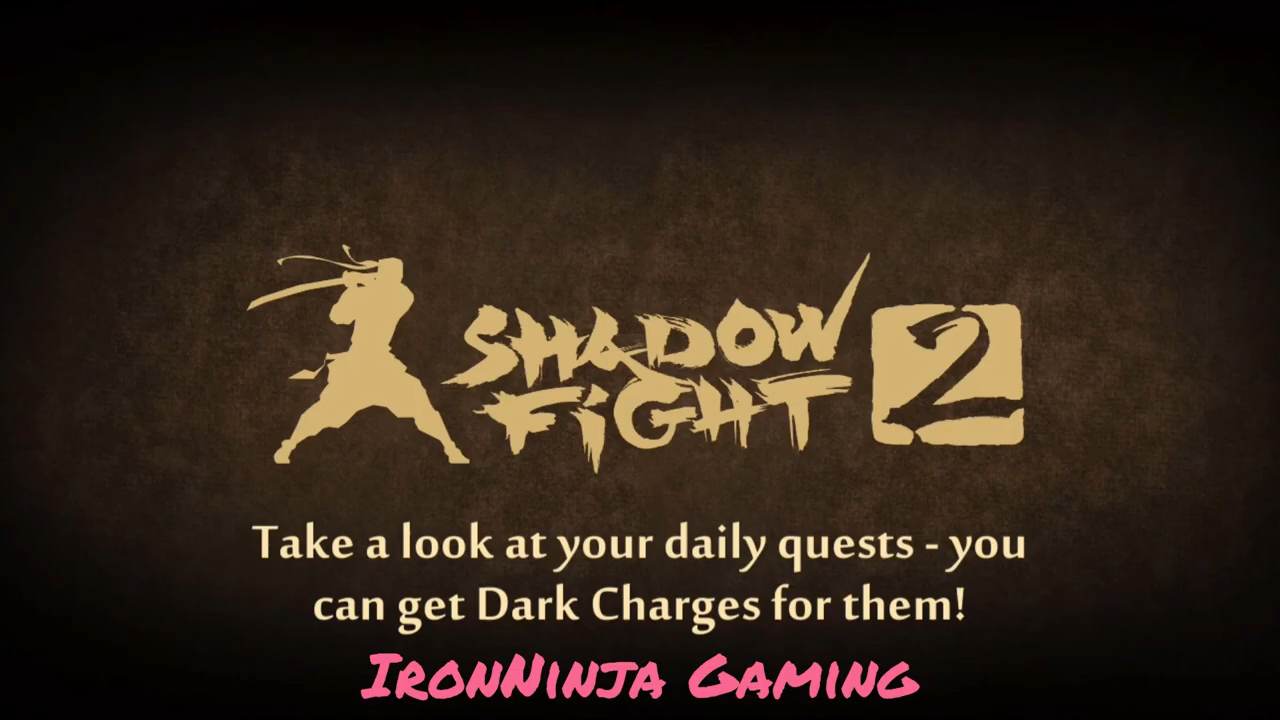 SHADOW
FiGHT 2
Take a look at your daily quests - you
can get Dark Charges for them!
IronNinja Gaming